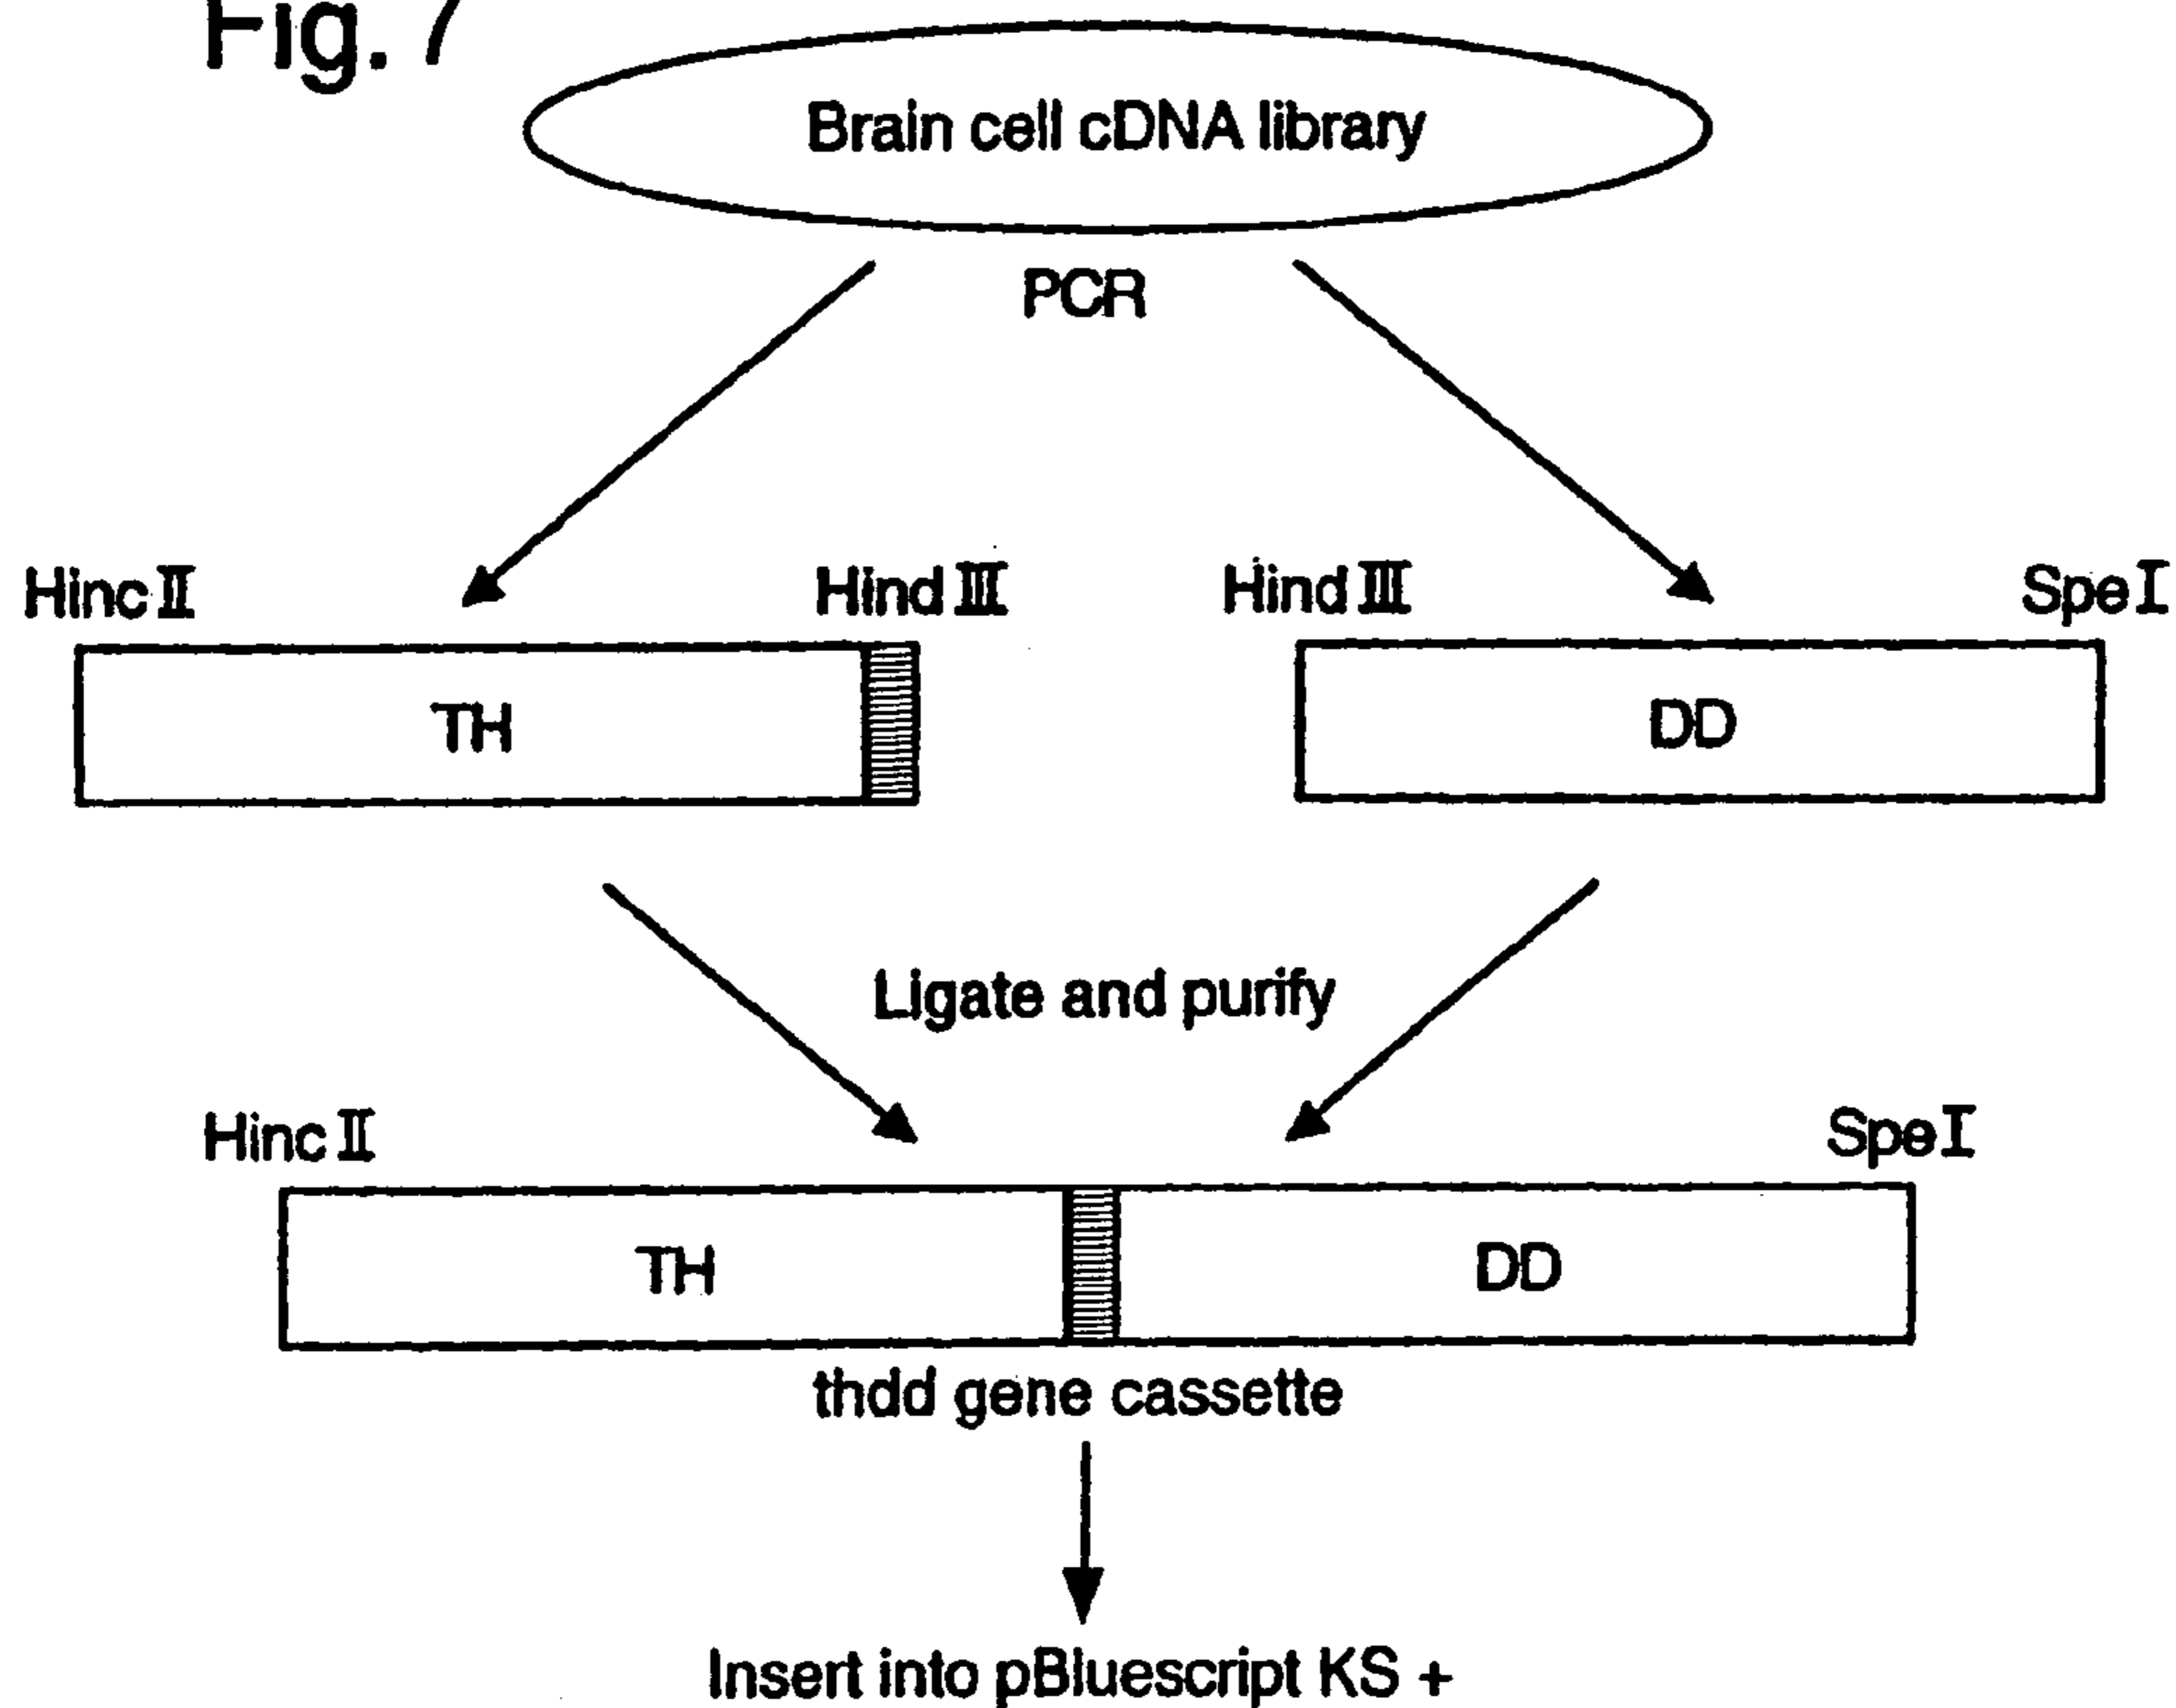 Fig. 7
Brain cell cDNA library
PCR
Hinc II
Hind III
Hind III
Spe I
TH
DD
Ligate and purify
Hinc II
Spe I
TH
DD
thdd gene cassette
Insert into pBluescript KS +